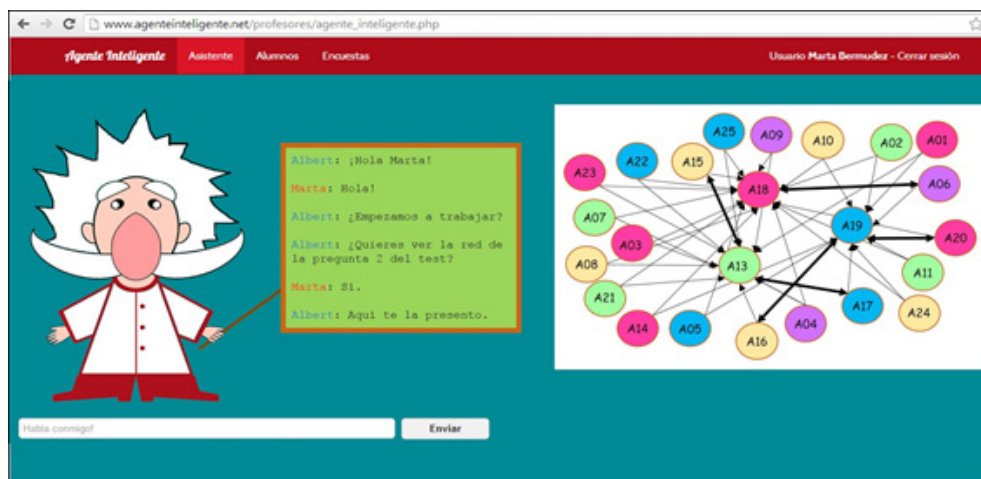 www.agenteinteligente.net/profesores/agente_inteligente.php
Agente Inteligente Asistente Alumnos Encuestas Usuario Marta Bermudez - Cerrar sesión
Albert: ¡Hola Marta!
Marta: Hola!
Albert: ¿Empezamos a trabajar?
Albert: ¿Quieres ver la red de
la pregunta 2 del test?
Marta: Si.
Albert: Aqui te la presento.
A25 A09 A10 A02 A01
A22 A15
A23 A18 A06
A07 A19 A20
A03
A08 A13 A11
A21 A17 A24
A14 A05 A16 A04
Habla conmigo!
Enviar